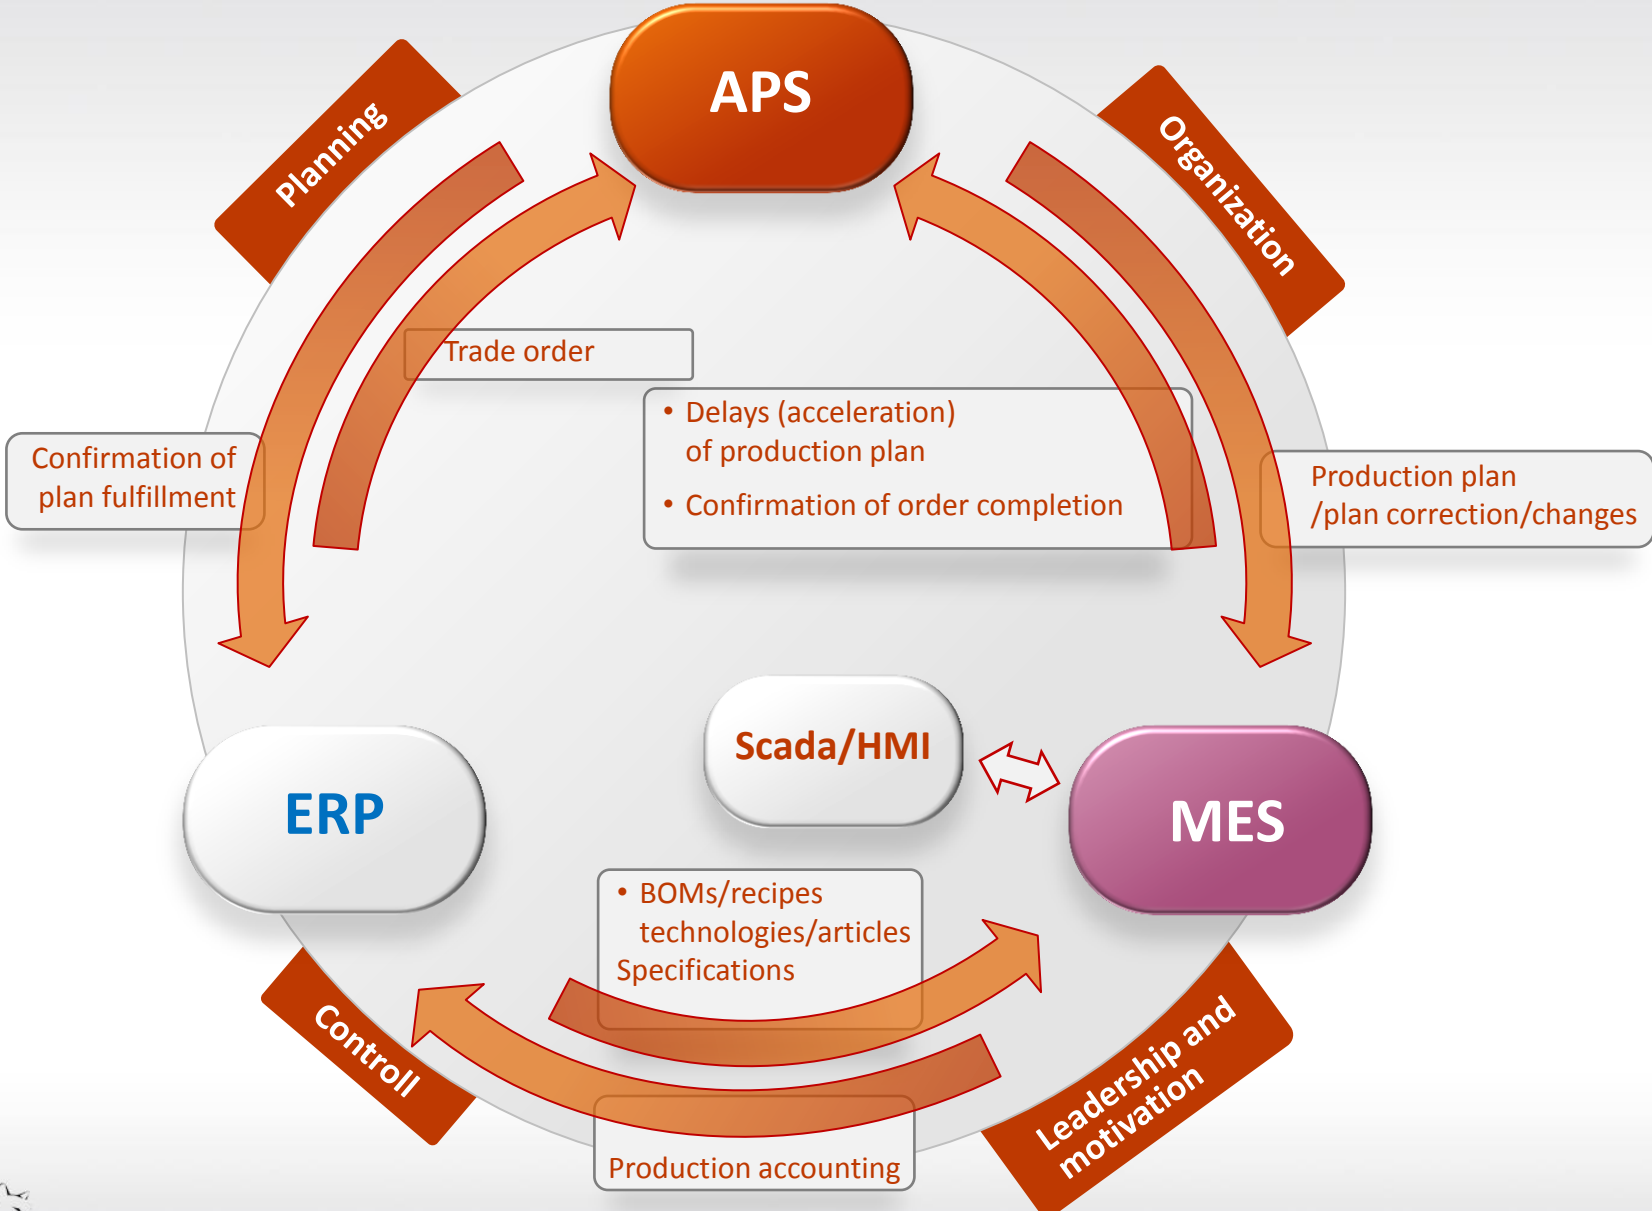 APS
Planning
Organization
Trade order
• Delays (acceleration)
of production plan
• Confirmation of order completion
Confirmation of
plan fulfillment
Production plan
/plan correction/changes
Scada/HMI
ERP
MES
• BOMs/recipes
technologies/articles
Specifications
Controll
Leadership and
motivation
Production accounting